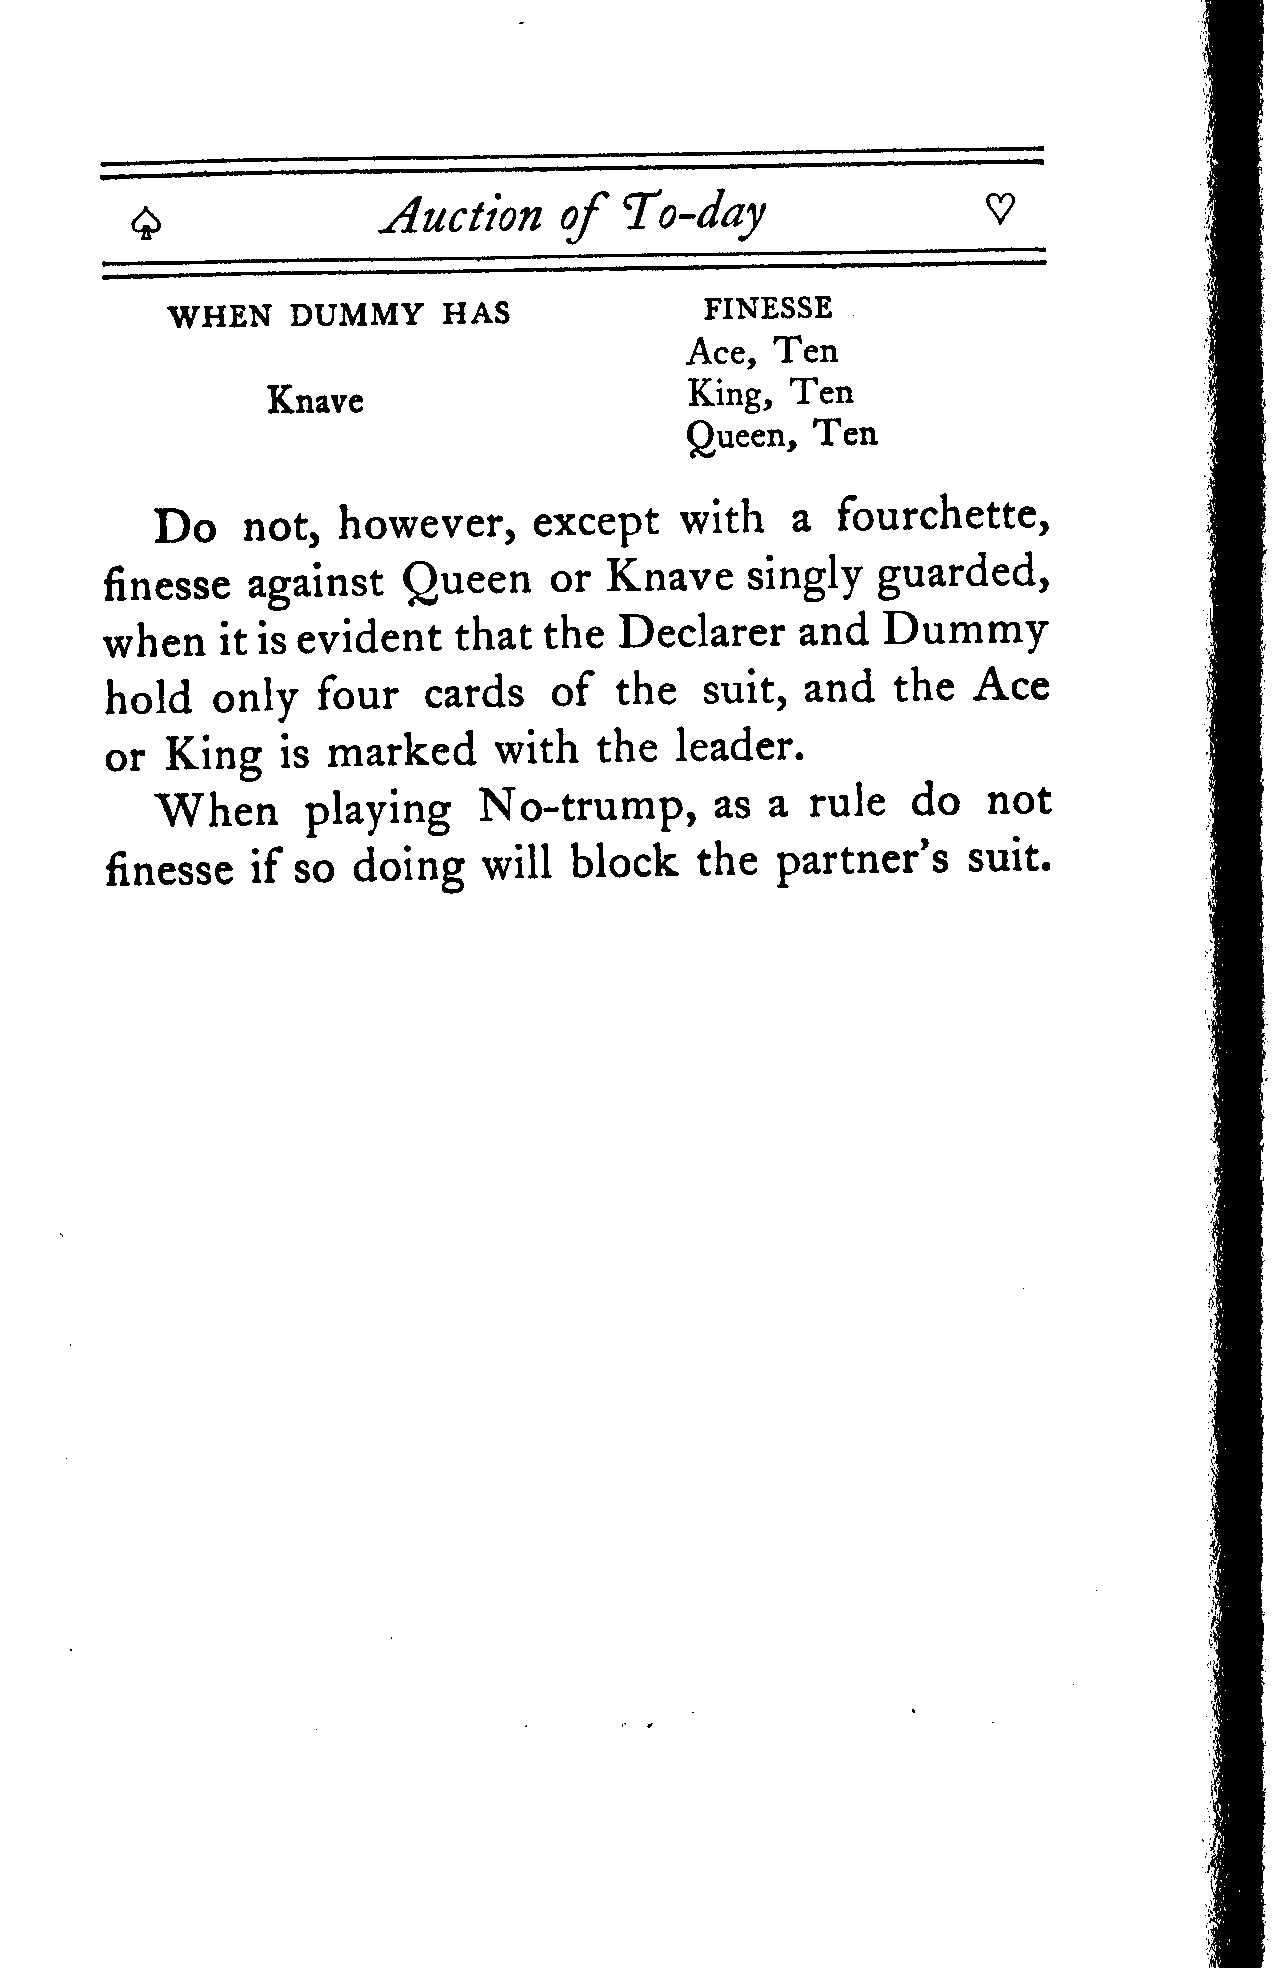 ♤ Auction of To-day ♡
WHEN DUMMY HAS FINESSE
Ace, Ten
Knave King, Ten
Queen, Ten
Do not, however, except with a fourchette,
finesse against Queen or Knave singly guarded,
when it is evident that the Declarer and Dummy
hold only four cards of the suit, and the Ace
or King is marked with the leader.
When playing No-trump, as a rule do not
finesse if so doing will block the partner's suit.